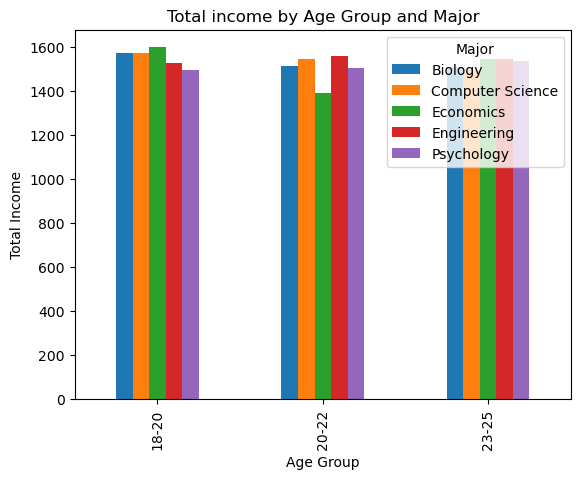 Total income by Age Group and Major
Total Income
1600
1400
1200
1000
800
600
400
200
0
Major
Biology
Computer Science
Economics
Engineering
Psychology
18-20
20-22
23-25
Age Group